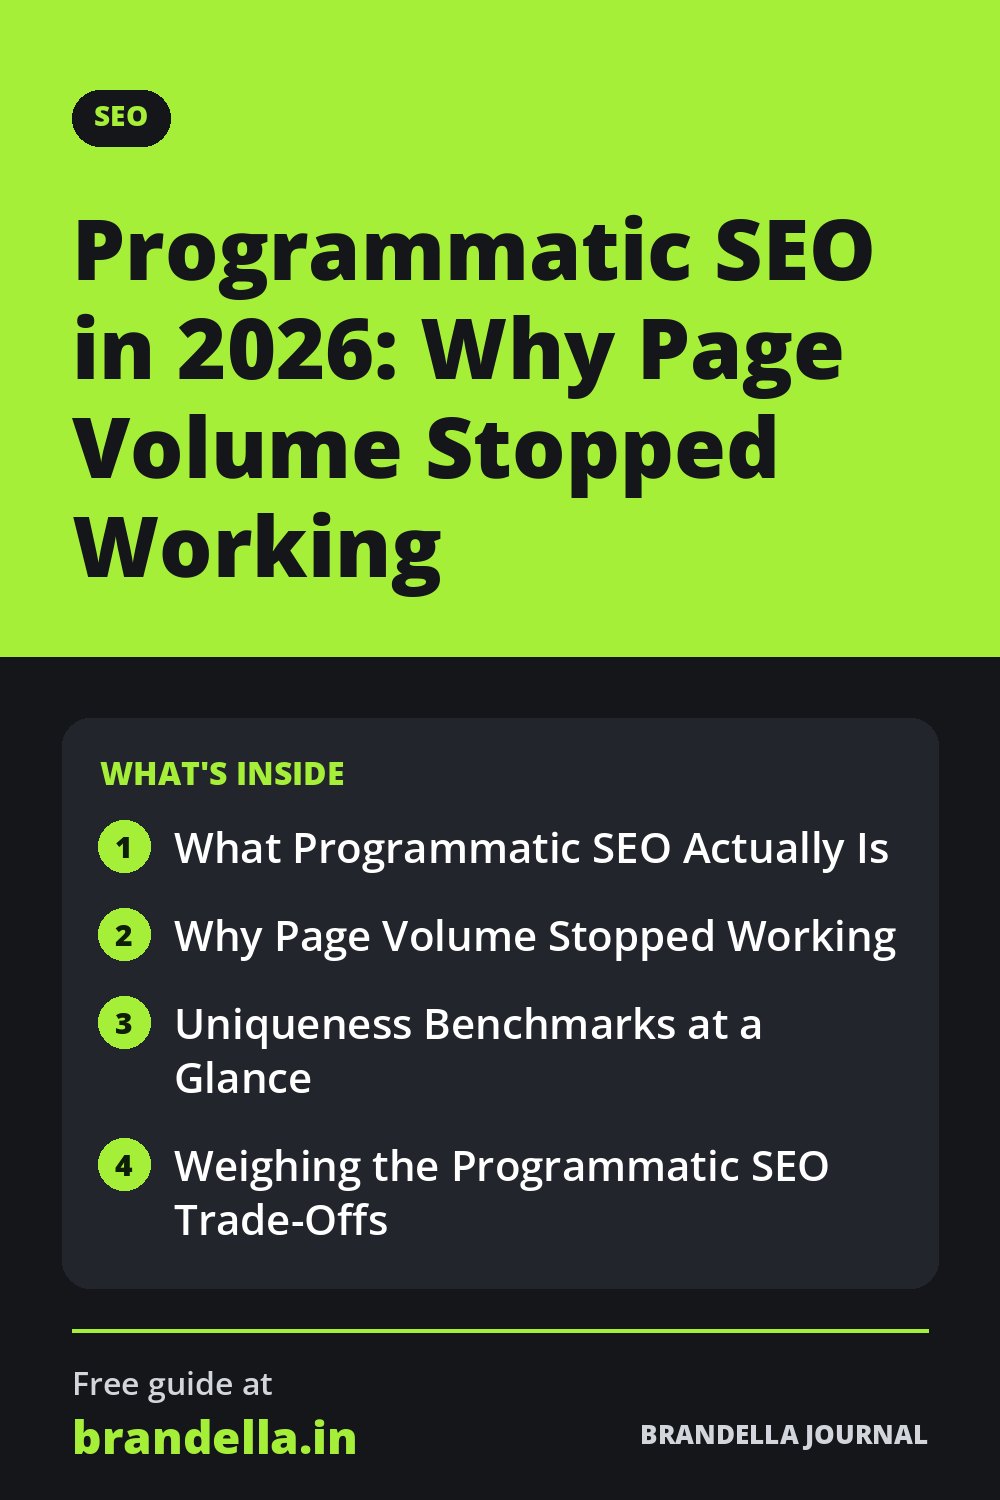 SEO
Programmatic SEO
in 2026: Why Page
Volume Stopped
Working
WHAT'S INSIDE
1 What Programmatic SEO Actually Is
2 Why Page Volume Stopped Working
3 Uniqueness Benchmarks at a
Glance
4 Weighing the Programmatic SEO
Trade-Offs
Free guide at
brandella.in
BRANDELLA JOURNAL